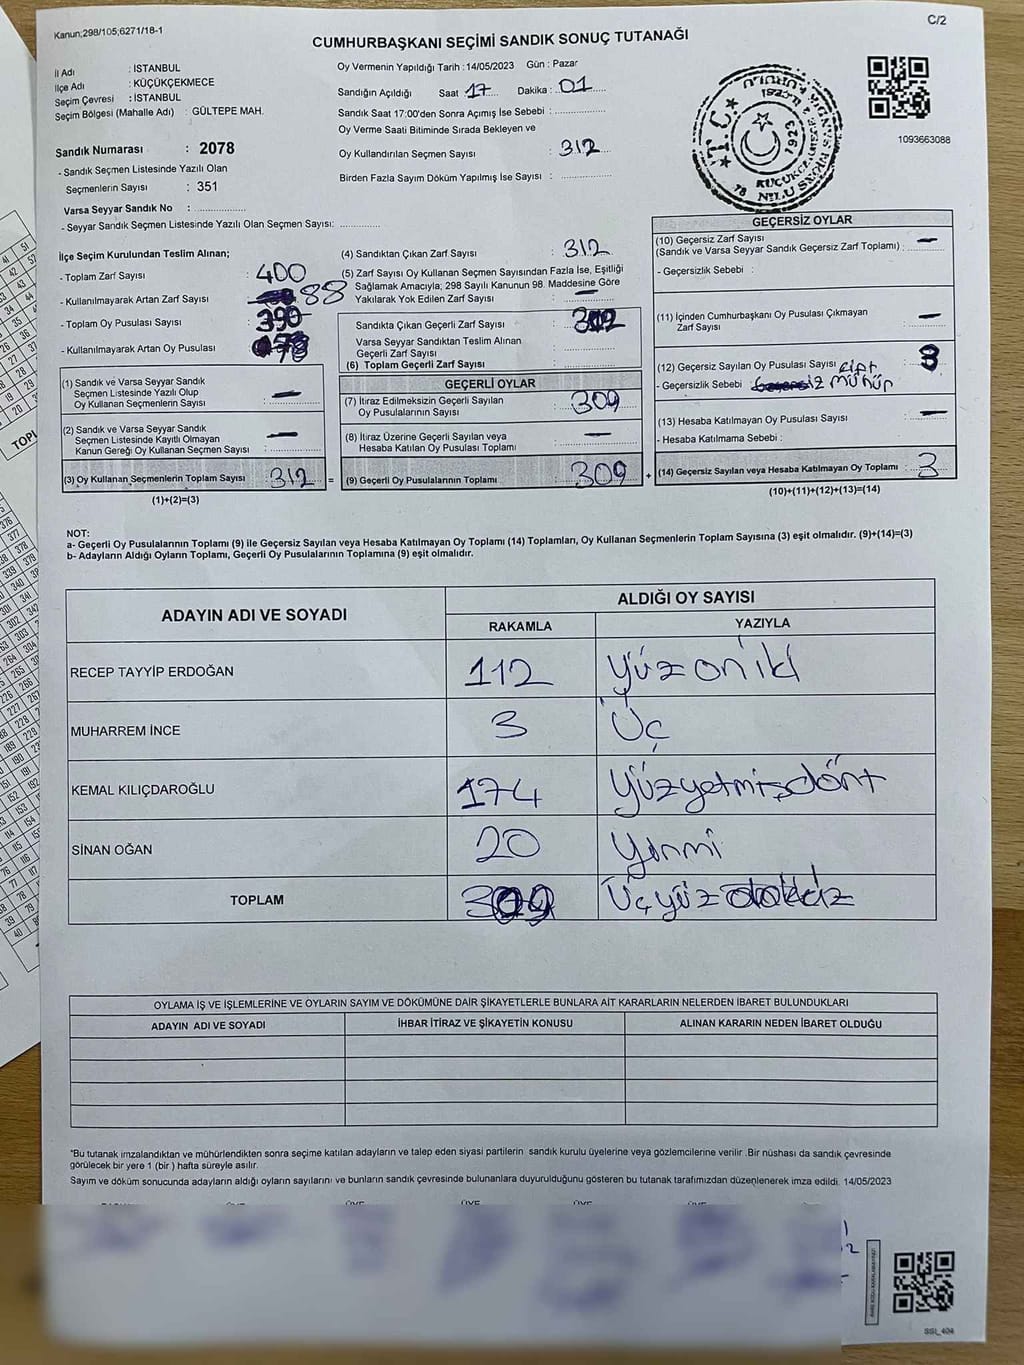 Kanun;298/105;6271/18-1
C/2
CUMHURBAŞKANI SEÇİMİ SANDIK SONUÇ TUTANAĞI
İl Adı : İSTANBUL
İlçe Adı : KÜÇÜKÇEKMECE
Seçim Çevresi : İSTANBUL
Seçim Bölgesi (Mahalle Adı) : GÜLTEPE MAH.
Sandık Numarası : 2078
- Sandık Seçmen Listesinde Yazılı Olan
Seçmenlerin Sayısı : 351
Varsa Seyyar Sandık No : ..................
- Seyyar Sandık Seçmen Listesinde Yazılı Olan Seçmen Sayısı: ..............
Oy Vermenin Yapıldığı Tarih : 14/05/2023 Gün : Pazar
Sandığın Açıldığı Saat 17 Dakika : 01
Sandık Saat 17:00'den Sonra Açımış İse Sebebi : ..................
Oy Verme Saati Bitiminde Sırada Bekleyen ve
Oy Kullandırılan Seçmen Sayısı : 312
Birden Fazla Sayım Döküm Yapılmış İse Sayısı : ..................
T.C.
1923
1093663088
İlçe Seçim Kurulundan Teslim Alınan;
- Toplam Zarf Sayısı : 400
- Kullanılmayarak Artan Zarf Sayısı 88
- Toplam Oy Pusulası Sayısı : 390
- Kullanılmayarak Artan Oy Pusulası : 78
(1) Sandık ve Varsa Seyyar Sandık
Seçmen Listesinde Yazılı Olup
Oy Kullanan Seçmenlerin Sayısı : —
(2) Sandık ve Varsa Seyyar Sandık
Seçmen Listesinde Kayıtlı Olmayan
Kanun Gereği Oy Kullanan Seçmen Sayısı : —
(3) Oy Kullanan Seçmenlerin Toplam Sayısı : 312 =
(1)+(2)=(3)
(4) Sandıktan Çıkan Zarf Sayısı : 312
(5) Zarf Sayısı Oy Kullanan Seçmen Sayısından Fazla İse, Eşitliği
Sağlamak Amacıyla; 298 Sayılı Kanunun 98. Maddesine Göre
Yakılarak Yok Edilen Zarf Sayısı : —
Sandıkta Çıkan Geçerli Zarf Sayısı : 312
Varsa Seyyar Sandıktan Teslim Alınan
Geçerli Zarf Sayısı : ..............
(6) Toplam Geçerli Zarf Sayısı : ..............
GEÇERLİ OYLAR
(7) İtiraz Edilmeksizin Geçerli Sayılan
Oy Pusulalarının Sayısı : 309
(8) İtiraz Üzerine Geçerli Sayılan veya
Hesaba Katılan Oy Pusulası Toplamı : —
(9) Geçerli Oy Pusulalarının Toplamı : 309 +
GEÇERSİZ OYLAR
(10) Geçersiz Zarf Sayısı
(Sandık ve Varsa Seyyar Sandık Geçersiz Zarf Toplamı) : —
- Geçersizlik Sebebi :
(11) İçinden Cumhurbaşkanı Oy Pusulası Çıkmayan
Zarf Sayısı : —
(12) Geçersiz Sayılan Oy Pusulası Sayısı çift 3
- Geçersizlik Sebebi mühür
(13) Hesaba Katılmayan Oy Pusulası Sayısı : —
- Hesaba Katılmama Sebebi :
(14) Geçersiz Sayılan veya Hesaba Katılmayan Oy Toplamı : 3
(10)+(11)+(12)+(13)=(14)
NOT:
a- Geçerli Oy Pusulalarının Toplamı (9) ile Geçersiz Sayılan veya Hesaba Katılmayan Oy Toplamı (14) Toplamları, Oy Kullanan Seçmenlerin Toplam Sayısına (3) eşit olmalıdır. (9)+(14)=(3)
b- Adayların Aldığı Oyların Toplamı, Geçerli Oy Pusulalarının Toplamına (9) eşit olmalıdır.
ADAYIN ADI VE SOYADI
ALDIĞI OY SAYISI
RAKAMLA YAZIYLA
RECEP TAYYİP ERDOĞAN 112 Yüz on iki
MUHARREM İNCE 3 Üç
KEMAL KILIÇDAROĞLU 174 Yüzyetmişdört
SİNAN OĞAN 20 Yirmi
TOPLAM 309 Üçyüz dokuz
OYLAMA İŞ VE İŞLEMLERİNE VE OYLARIN SAYIM VE DÖKÜMÜNE DAİR ŞİKAYETLERLE BUNLARA AİT KARARLARIN NELERDEN İBARET BULUNDUKLARI
ADAYIN ADI VE SOYADI İHBAR İTİRAZ VE ŞİKAYETİN KONUSU ALINAN KARARIN NEDEN İBARET OLDUĞU
"Bu tutanak imzalandıktan ve mühürlendikten sonra seçime katılan adayların ve talep eden siyasi partilerin sandık kurulu üyelerine veya gözlemcilerine verilir .Bir nüshası da sandık çevresinde
görülecek bir yere 1 (bir ) hafta süreyle asılır.
Sayım ve döküm sonucunda adayların aldığı oyların sayılarını ve bunların sandık çevresinde bulunanlara duyurulduğunu gösteren bu tutanak tarafımızdan düzenlenerek imza edildi. 14/05/2023
SSI_404